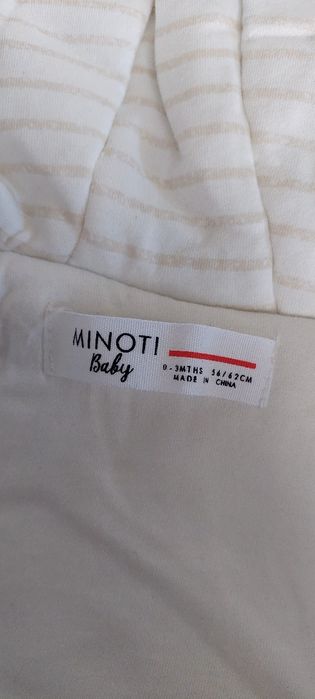 MINOTI
Baby
0-3MTHS 56/62CM
MADE IN CHINA